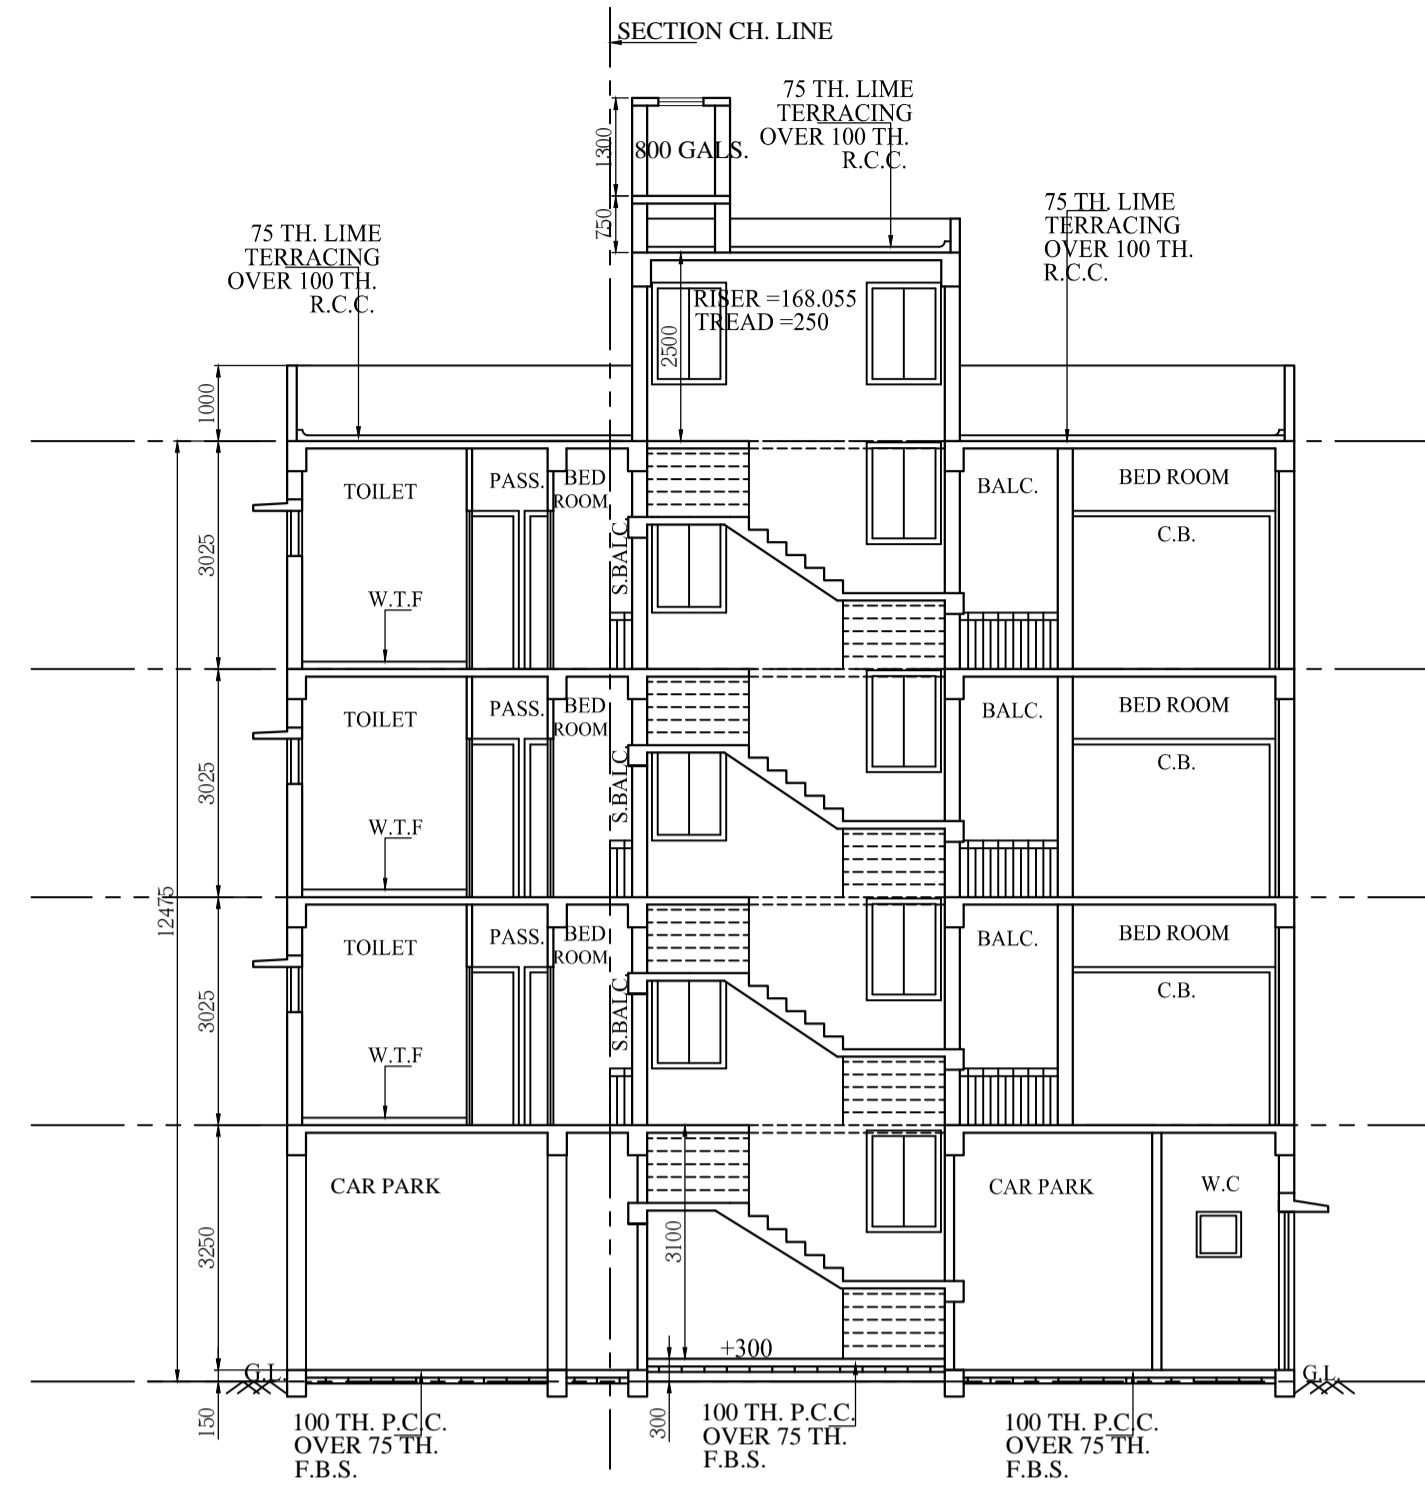 SECTION CH. LINE
75 TH. LIME
TERRACING
OVER 100 TH.
R.C.C.
1300
800 GALS.
750
75 TH. LIME
TERRACING
OVER 100 TH.
R.C.C.
75 TH. LIME
TERRACING
OVER 100 TH.
R.C.C.
RISER =168.055
TREAD =250
2500
1000
TOILET
PASS.
BED
ROOM
BALC.
BED ROOM
C.B.
S.BALC.
3025
W.T.F
TOILET
PASS.
BED
ROOM
BALC.
BED ROOM
C.B.
S.BALC.
3025
W.T.F
12475
TOILET
PASS.
BED
ROOM
BALC.
BED ROOM
C.B.
S.BALC.
3025
W.T.F
CAR PARK
CAR PARK
W.C
3250
3100
+300
G.L.
G.L.
150
300
100 TH. P.C.C.
OVER 75 TH.
F.B.S.
100 TH. P.C.C.
OVER 75 TH.
F.B.S.
100 TH. P.C.C.
OVER 75 TH.
F.B.S.